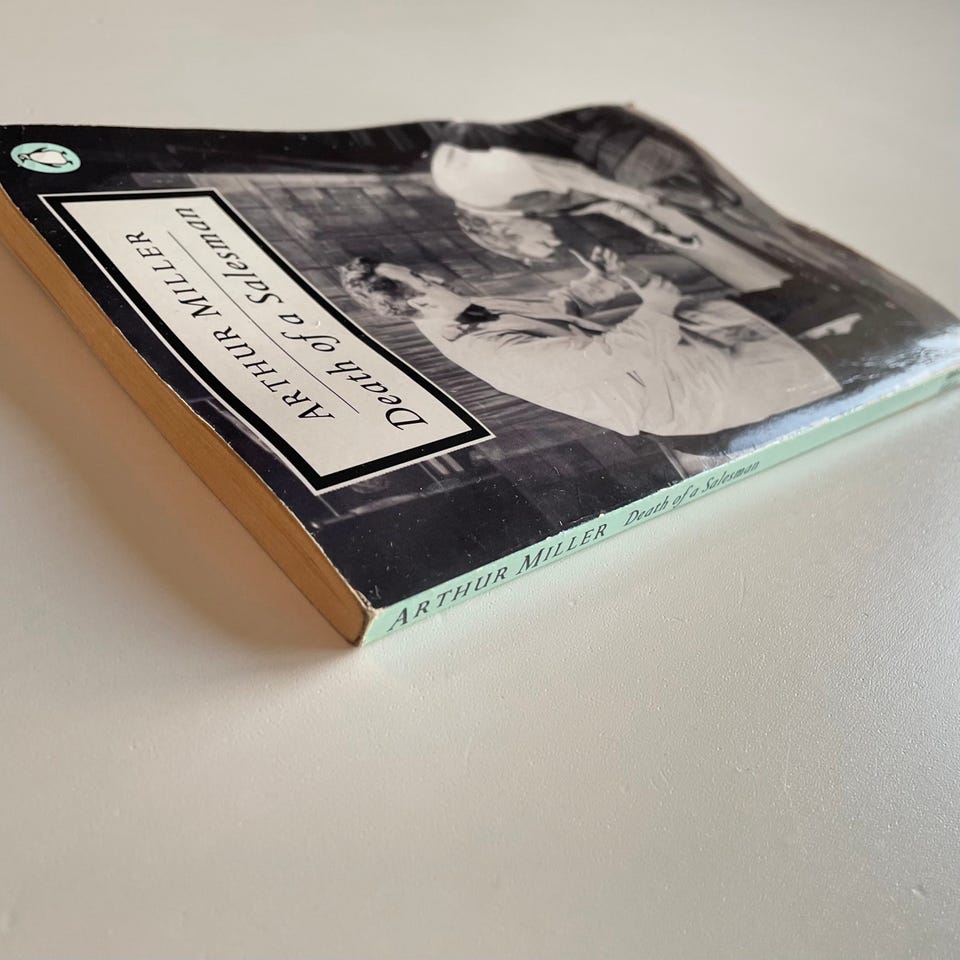 ARTHUR MILLER
Death of a Salesman
ARTHUR MILLER Death of a Salesman